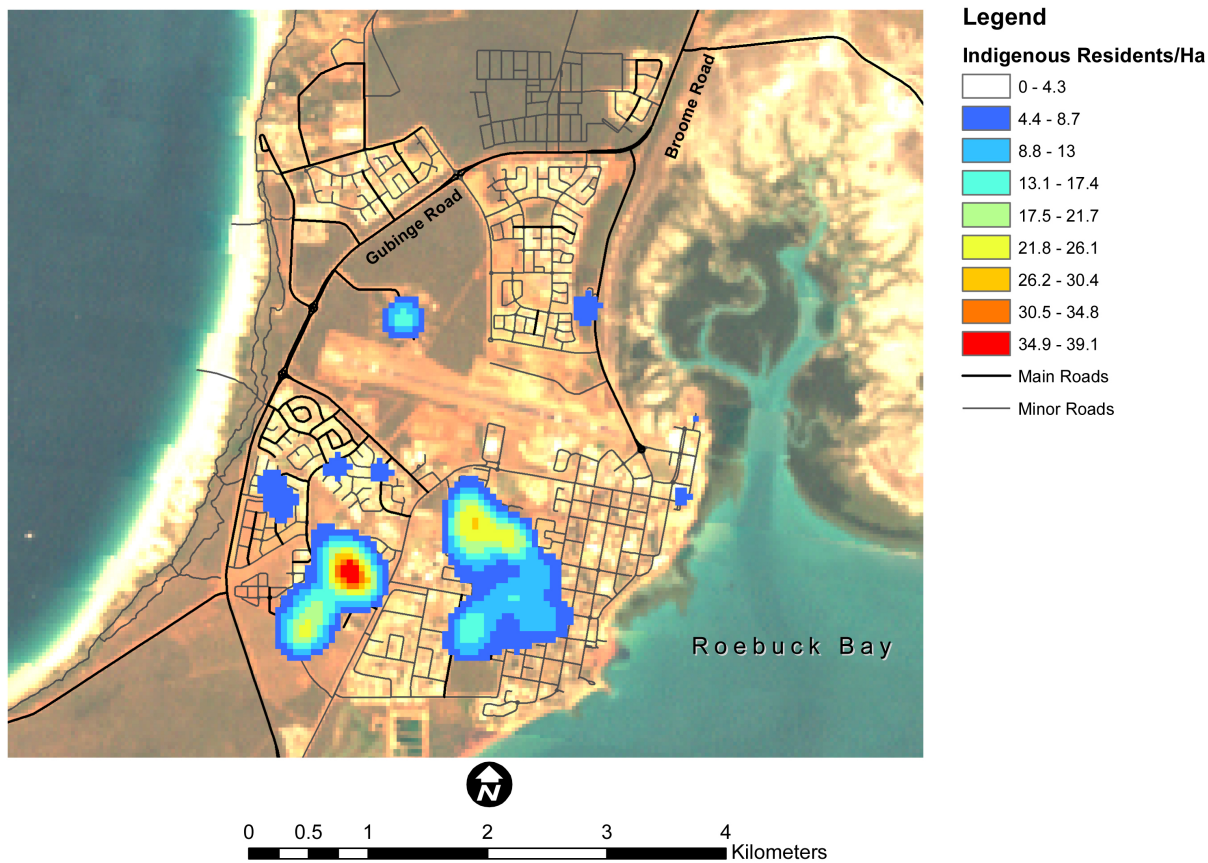 Legend
Indigenous Residents/Ha
0 - 4.3
4.4 - 8.7
8.8 - 13
13.1 - 17.4
17.5 - 21.7
21.8 - 26.1
26.2 - 30.4
30.5 - 34.8
34.9 - 39.1
Main Roads
Minor Roads
Broome Road
Gubinge Road
Roebuck Bay
N
0 0.5 1 2 3 4
Kilometers